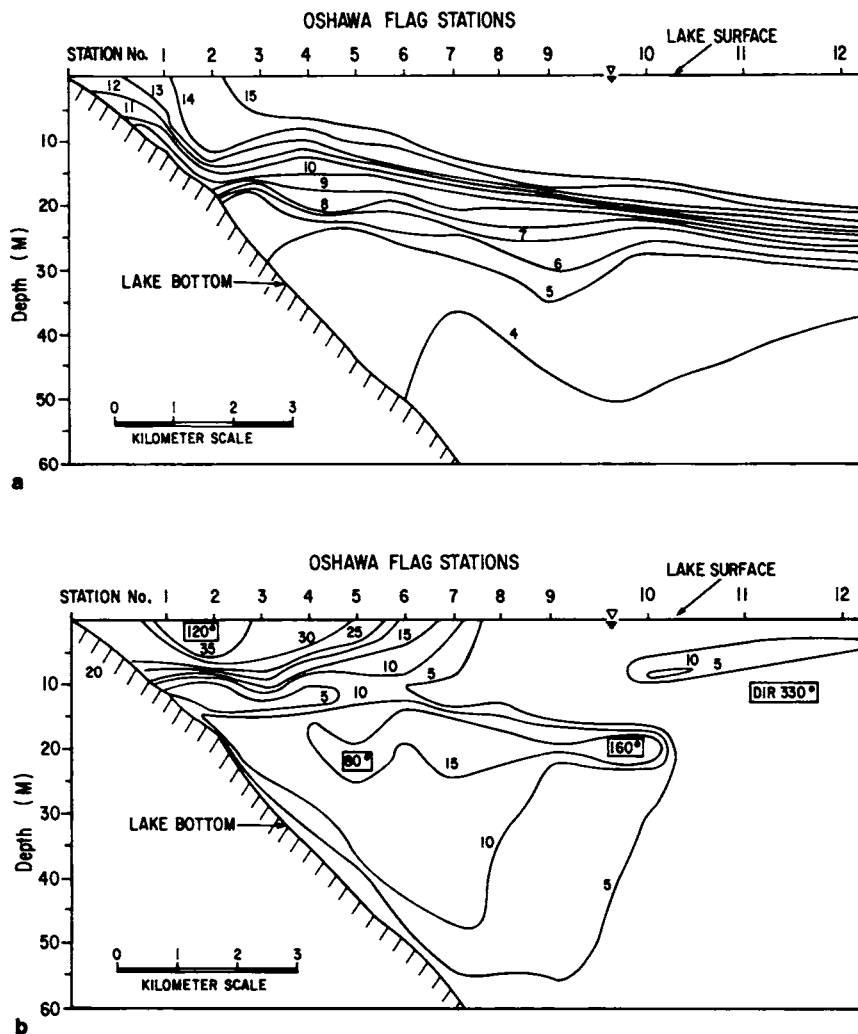 OSHAWA FLAG STATIONS
LAKE SURFACE
STATION No. 1 2 3 4 5 6 7 8 9 10 11 12
12 13 14 15
11
10
10
9
20
8
7
6
LAKE BOTTOM
30
5
Depth (M)
4
40
50
0 1 2 3
KILOMETER SCALE
60
a
OSHAWA FLAG STATIONS
LAKE SURFACE
STATION No. 1 2 3 4 5 6 7 8 9 10 11 12
120°
35 30 25 15
10
5
10 5
20
10
5
10
DIR 330°
20
80°
15
160°
30
LAKE BOTTOM
10
5
Depth (M)
40
50
0 1 2 3
KILOMETER SCALE
60
b